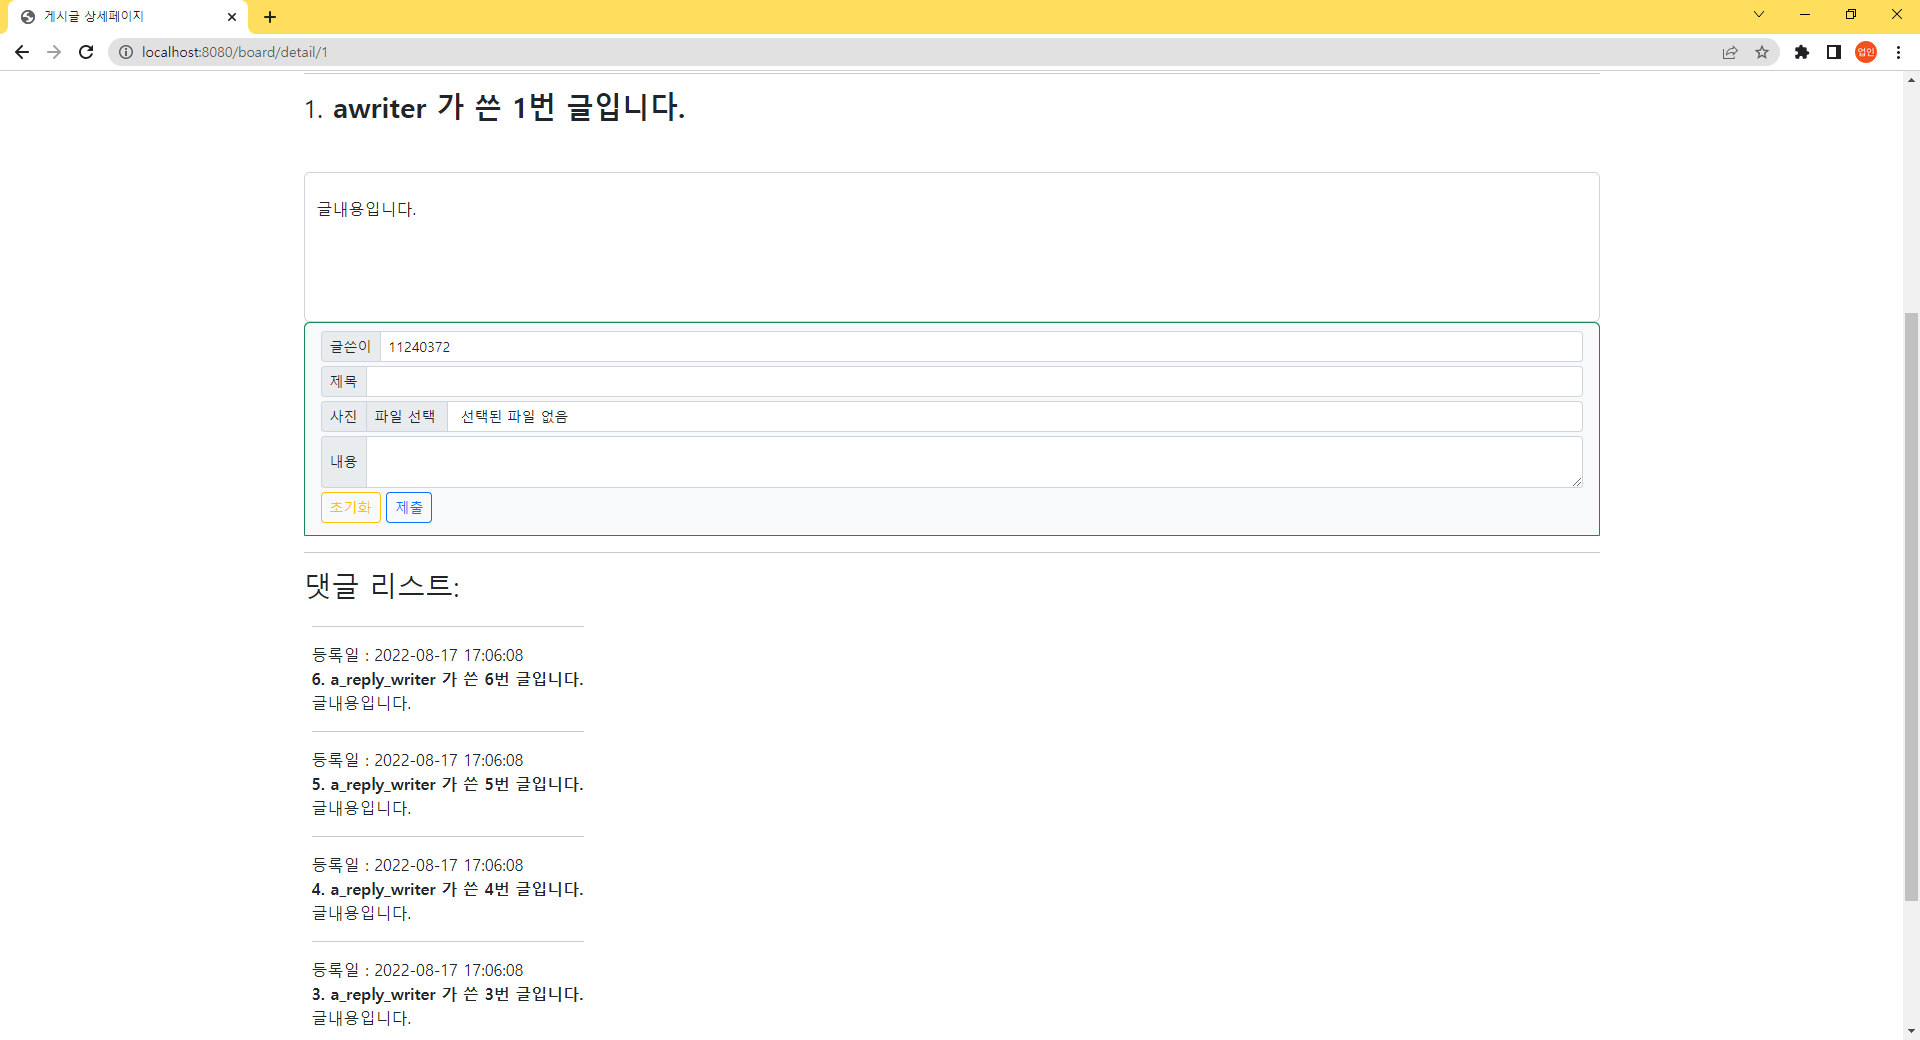 게시글 상세페이지
localhost:8080/board/detail/1
업인
1. awriter 가 쓴 1번 글입니다.
글내용입니다.
글쓴이 11240372
제목
사진 파일 선택 선택된 파일 없음
내용
초기화 제출
댓글 리스트:
등록일 : 2022-08-17 17:06:08
6. a_reply_writer 가 쓴 6번 글입니다.
글내용입니다.
등록일 : 2022-08-17 17:06:08
5. a_reply_writer 가 쓴 5번 글입니다.
글내용입니다.
등록일 : 2022-08-17 17:06:08
4. a_reply_writer 가 쓴 4번 글입니다.
글내용입니다.
등록일 : 2022-08-17 17:06:08
3. a_reply_writer 가 쓴 3번 글입니다.
글내용입니다.